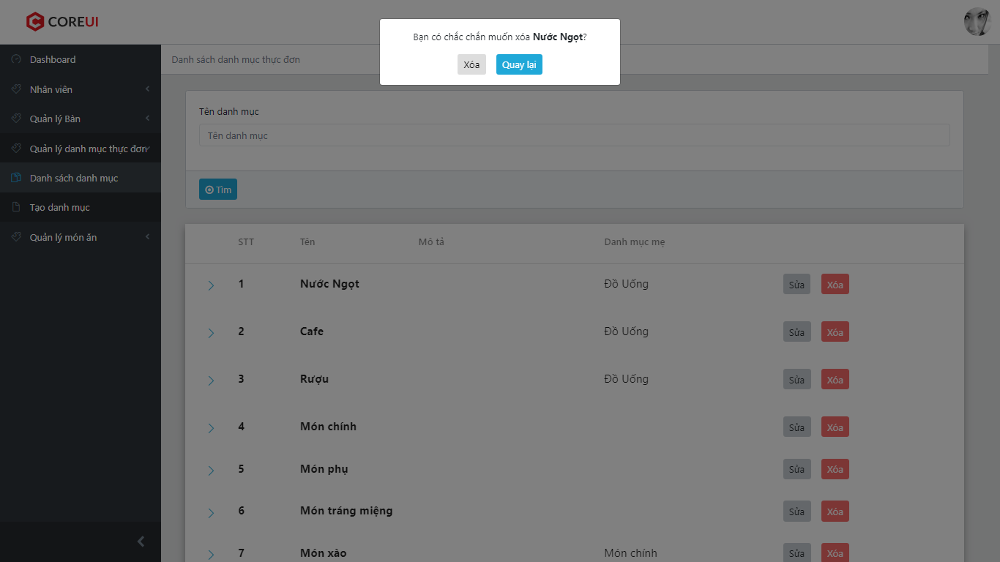 COREUI
Bạn có chắc chắn muốn xóa Nước Ngọt?
Xóa Quay lại
Dashboard
Nhân viên
Quản lý Bàn
Quản lý danh mục thực đơn
Danh sách danh mục
Tạo danh mục
Quản lý món ăn
Danh sách danh mục thực đơn
Tên danh mục
Tên danh mục
Tìm
STT Tên Mô tả Danh mục mẹ
1 Nước Ngọt Đồ Uống Sửa Xóa
2 Cafe Đồ Uống Sửa Xóa
3 Rượu Đồ Uống Sửa Xóa
4 Món chính Sửa Xóa
5 Món phụ Sửa Xóa
6 Món tráng miệng Sửa Xóa
7 Món xào Món chính Sửa Xóa